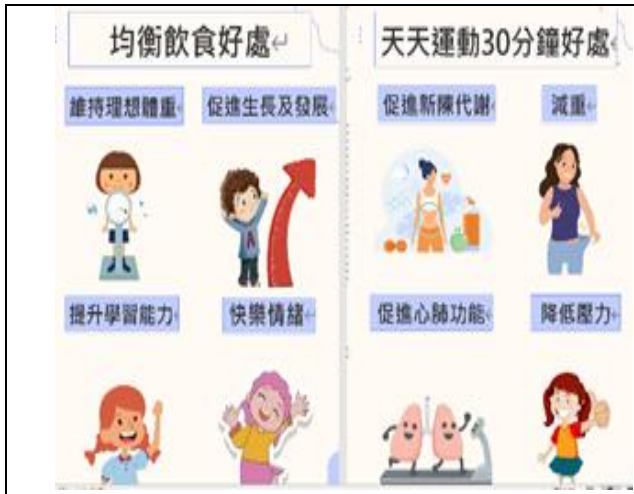 均衡飲食好處
維持理想體重
促進生長及發展
提升學習能力
快樂情緒
天天運動30分鐘好處
促進新陳代謝
減重
促進心肺功能
降低壓力